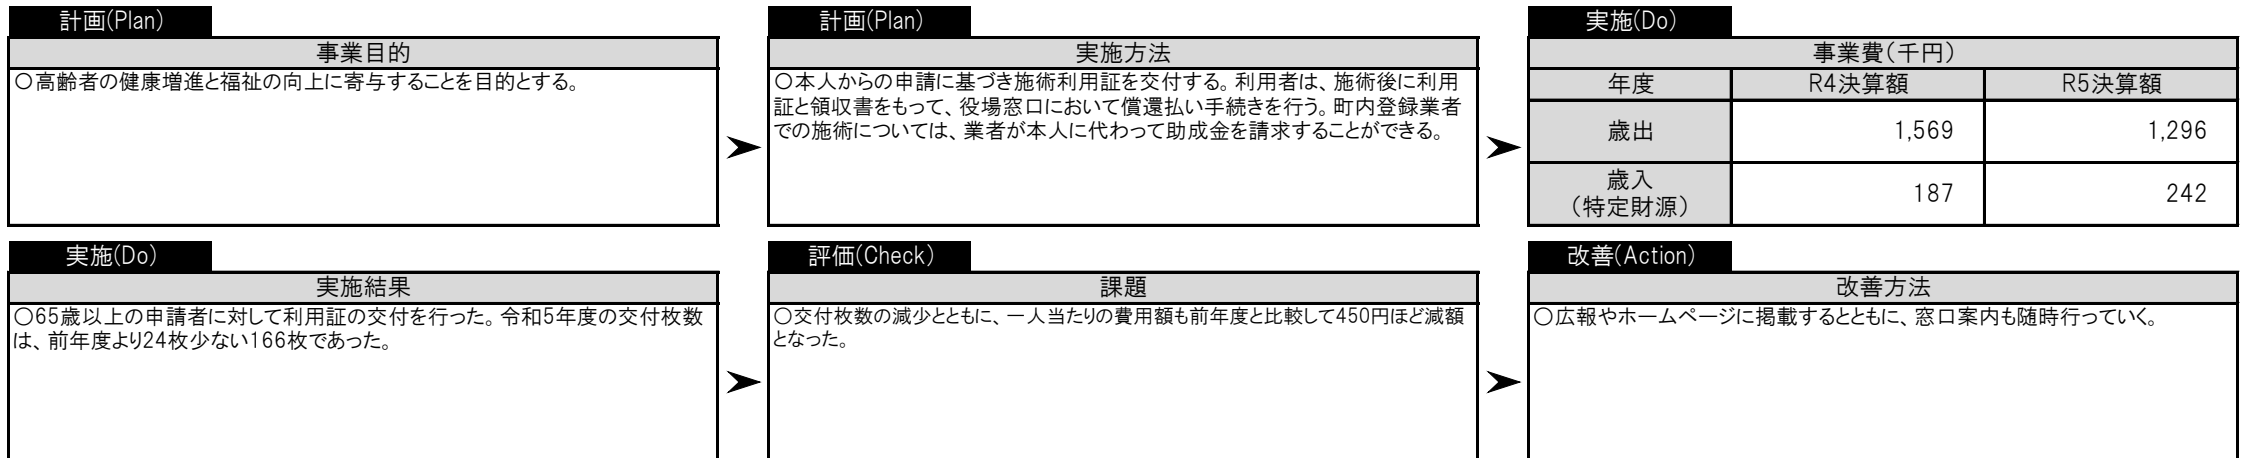 計画(Plan)
事業目的
○高齢者の健康増進と福祉の向上に寄与することを目的とする。
計画(Plan)
実施方法
○本人からの申請に基づき施術利用証を交付する。利用者は、施術後に利用
証と領収書をもって、役場窓口において償還払い手続きを行う。町内登録業者
での施術については、業者が本人に代わって助成金を請求することができる。
実施(Do)
事業費(千円)
年度 R4決算額 R5決算額
歳出 1,569 1,296
歳入
(特定財源) 187 242
実施(Do)
実施結果
○65歳以上の申請者に対して利用証の交付を行った。令和5年度の交付枚数
は、前年度より24枚少ない166枚であった。
評価(Check)
課題
○交付枚数の減少とともに、一人当たりの費用額も前年度と比較して450円ほど減額
となった。
改善(Action)
改善方法
○広報やホームページに掲載するとともに、窓口案内も随時行っていく。